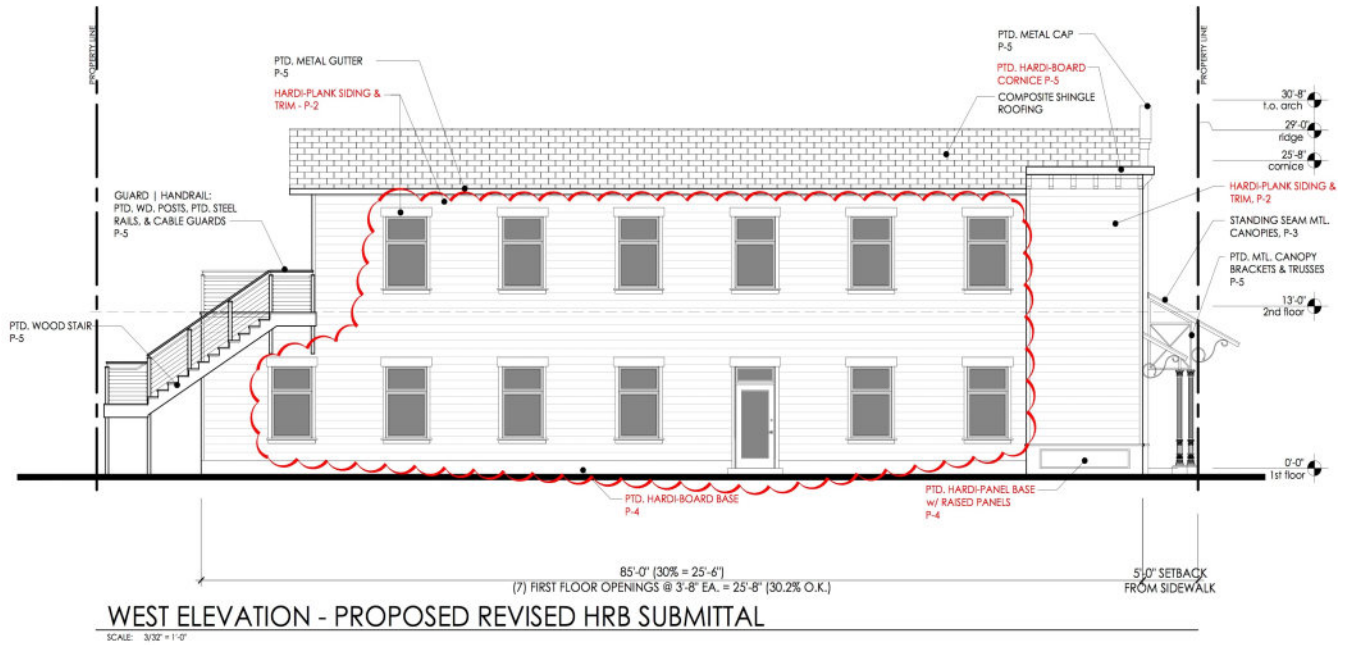 PROPERTY LINE
PTD. METAL GUTTER
P-5
HARDI-PLANK SIDING &
TRIM - P-2
GUARD | HANDRAIL:
PTD. WD. POSTS, PTD. STEEL
RAILS, & CABLE GUARDS
P-5
PTD. WOOD STAIR
P-5
PTD. METAL CAP
P-5
PTD. HARDI-BOARD
CORNICE P-5
COMPOSITE SHINGLE
ROOFING
PROPERTY LINE
30'-8"
t.o. arch
29'-0"
ridge
25'-8"
cornice
HARDI-PLANK SIDING &
TRIM, P-2
STANDING SEAM MTL.
CANOPIES, P-3
PTD. MTL. CANOPY
BRACKETS & TRUSSES
P-5
13'-0"
2nd floor
0'-0"
1st floor
PTD. HARDI-BOARD BASE
P-4
PTD. HARDI-PANEL BASE
w/ RAISED PANELS
P-4
85'-0" (30% = 25'-6")
(7) FIRST FLOOR OPENINGS @ 3'-8" EA. = 25'-8" (30.2% O.K.)
5'-0" SETBACK
FROM SIDEWALK
WEST ELEVATION - PROPOSED REVISED HRB SUBMITTAL
SCALE: 3/32" = 1'-0"